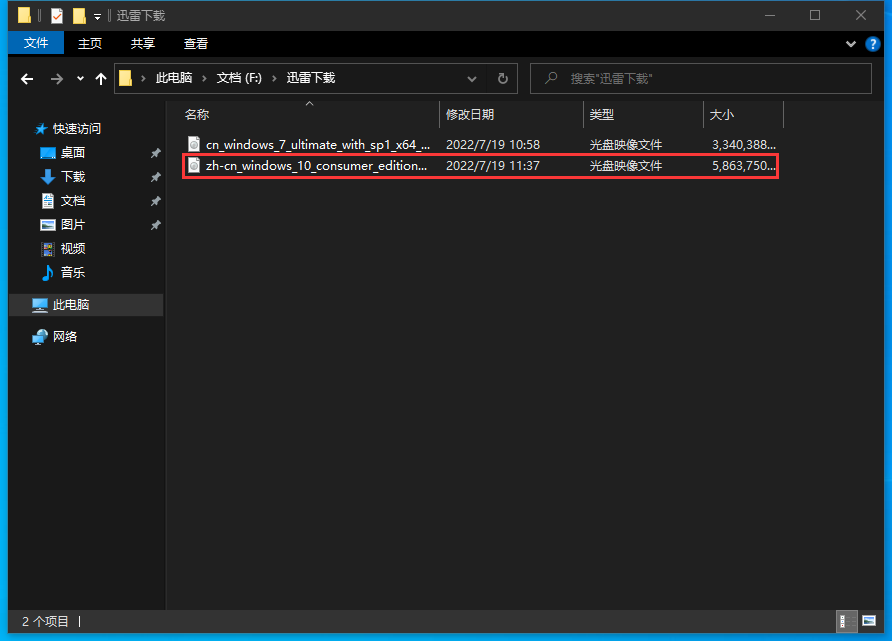 迅雷下载
文件 主页 共享 查看
此电脑 文档 (F:) 迅雷下载 搜索"迅雷下载"
名称 修改日期 类型 大小
cn_windows_7_ultimate_with_sp1_x64_... 2022/7/19 10:58 光盘映像文件 3,340,388...
zh-cn_windows_10_consumer_edition... 2022/7/19 11:37 光盘映像文件 5,863,750...
快速访问
桌面
下载
文档
图片
视频
音乐
此电脑
网络
2 个项目